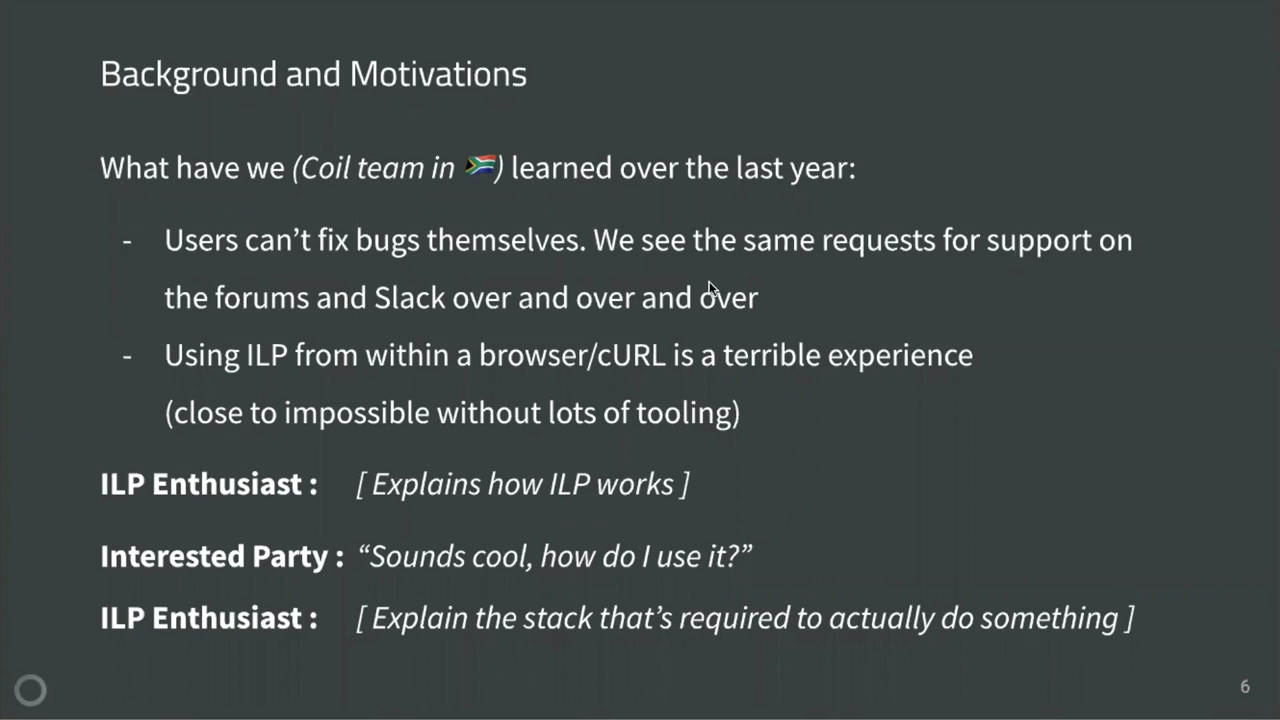 Background and Motivations
What have we (Coil team in 🇿🇦) learned over the last year:
- Users can’t fix bugs themselves. We see the same requests for support on
the forums and Slack over and over and over
- Using ILP from within a browser/cURL is a terrible experience
(close to impossible without lots of tooling)
ILP Enthusiast : [ Explains how ILP works ]
Interested Party : “Sounds cool, how do I use it?”
ILP Enthusiast : [ Explain the stack that’s required to actually do something ]
6